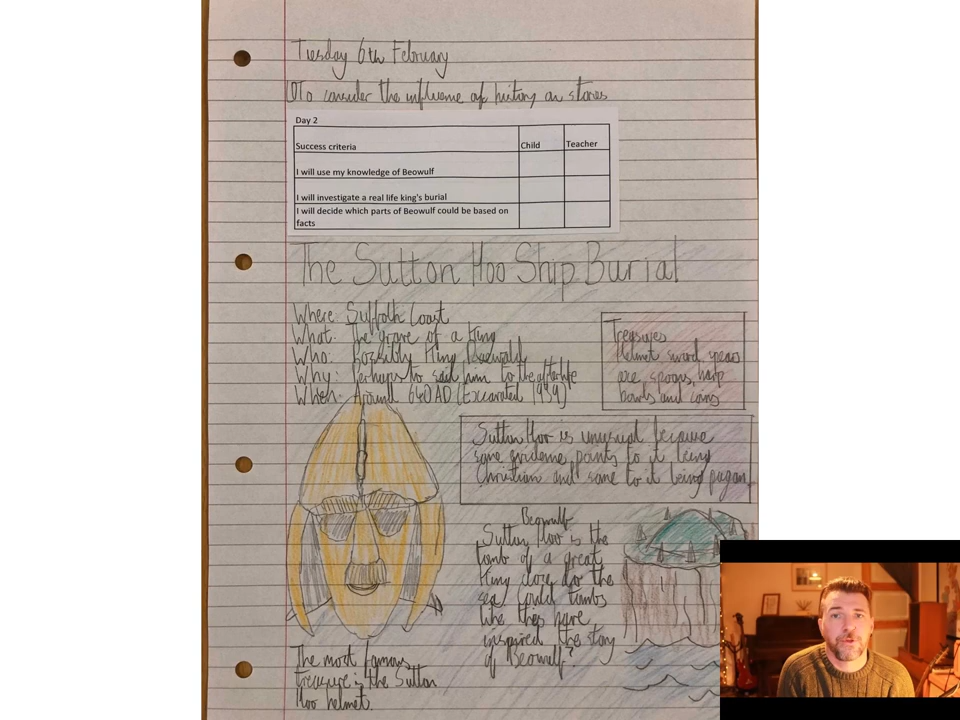 Tuesday 6th February
LO To consider the influence of history on stories
Day 2
Success criteria Child Teacher
I will use my knowledge of Beowulf
I will investigate a real life king's burial
I will decide which parts of Beowulf could be based on
facts
The Sutton Hoo Ship Burial
Where: Suffolk Coast
What: The grave of a King
Who: Possibly King
Why: Perhaps to sail him to the afterlife
When: Around 640 AD (Excavated 1939)
Treasures
Helmet sword, spears
axe, spoons, harp
bowls and coins
Sutton Hoo is unusual because
some evidence points to it being
Christian and some to it being pagan
Beowulf
Sutton Hoo is the
tomb of a great
King close to the
sea. Could tombs
like this have
inspired the story
of Beowulf?
The most famous
treasure is the Sutton
Hoo helmet.